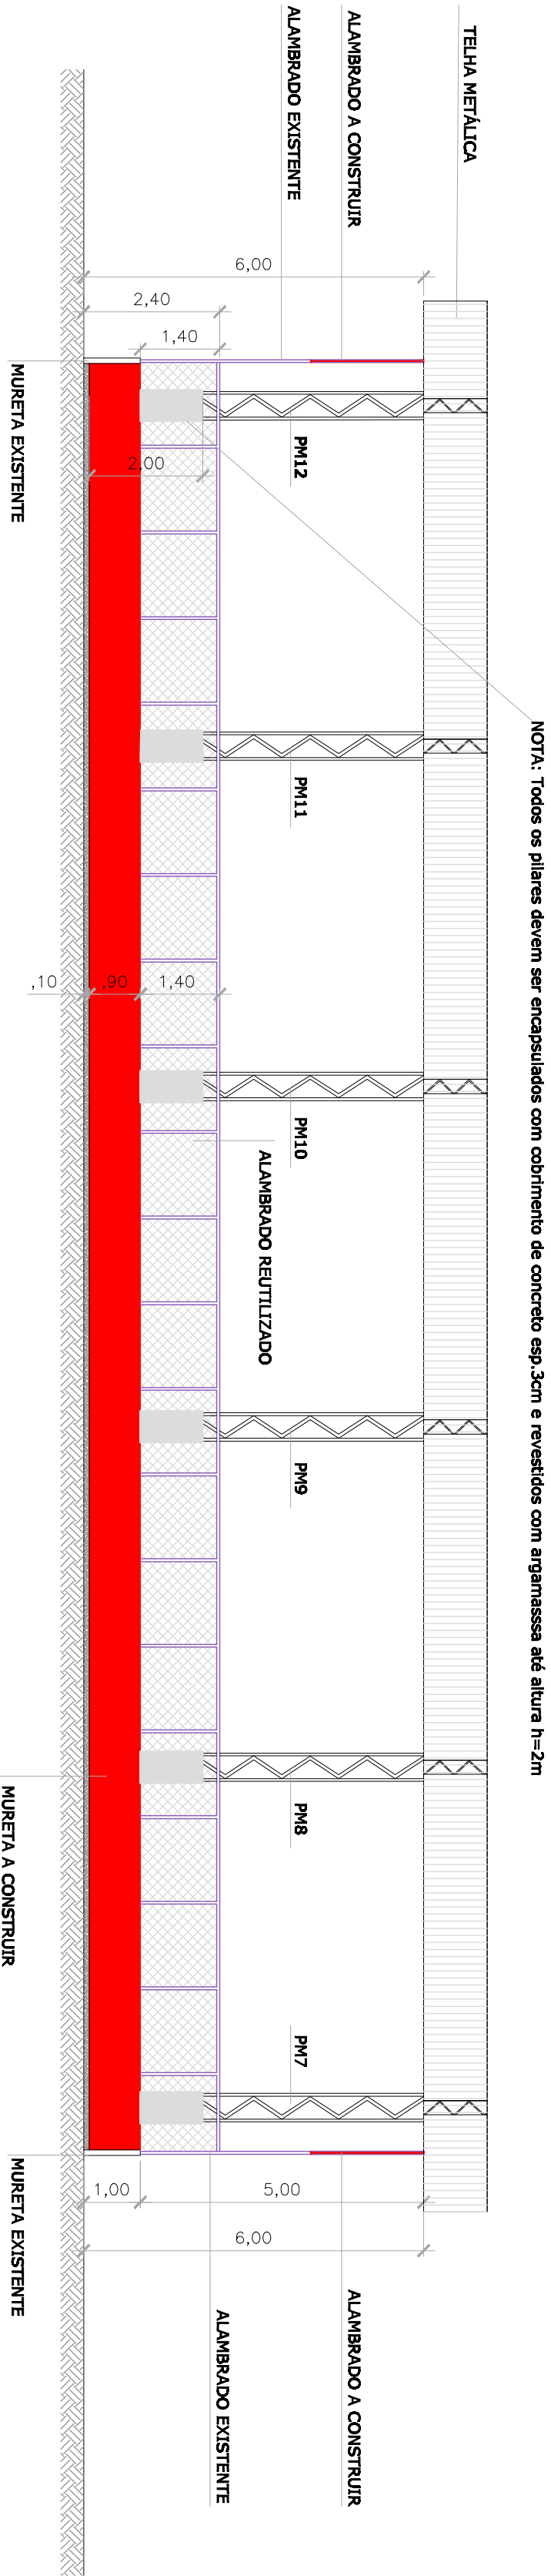 NOTA: Todos os pilares devem ser encapsulados com cobrimento de concreto esp.3cm e revestidos com argamasssa até altura h=2m
TELHA METÁLICA
ALAMBRADO A CONSTRUIR
ALAMBRADO EXISTENTE
6,00
2,40
1,40
2,00
PM12
PM11
PM10
PM9
PM8
PM7
,10
,90
1,40
ALAMBRADO REUTILIZADO
1,00
5,00
6,00
ALAMBRADO A CONSTRUIR
ALAMBRADO EXISTENTE
MURETA EXISTENTE
MURETA A CONSTRUIR
MURETA EXISTENTE